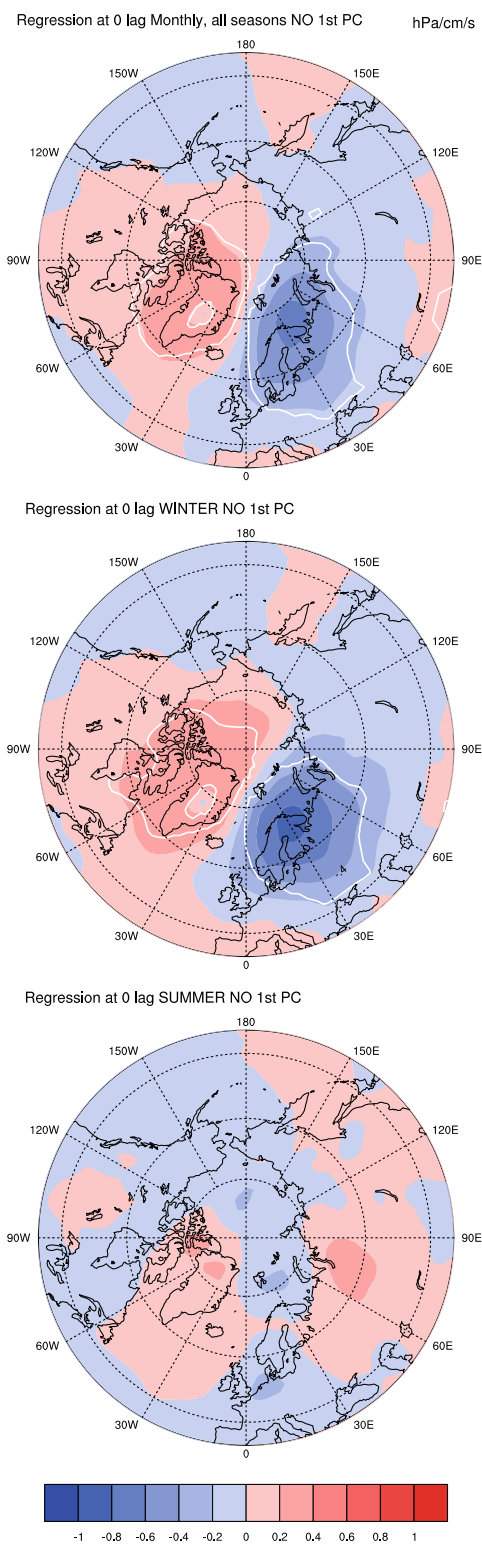 Regression at 0 lag Monthly, all seasons NO 1st PC hPa/cm/s
180
150W 150E
120W 120E
90W 90E
60W 60E
30W 30E
0
Regression at 0 lag WINTER NO 1st PC
180
150W 150E
120W 120E
90W 90E
60W 60E
30W 30E
0
Regression at 0 lag SUMMER NO 1st PC
180
150W 150E
120W 120E
90W 90E
60W 60E
30W 30E
0
-1 -0.8 -0.6 -0.4 -0.2 0 0.2 0.4 0.6 0.8 1